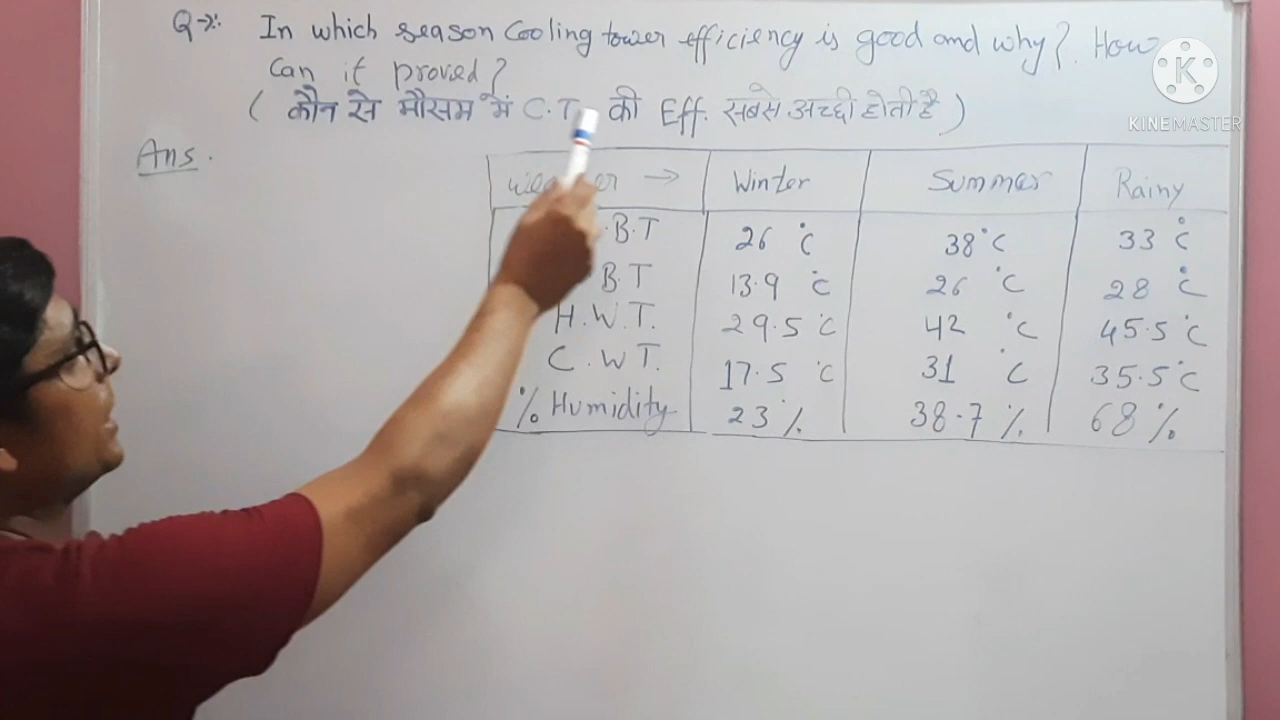 Q→: In which season Cooling tower efficiency is good and why? How
Can it proved?
( कौन से मौसम में C.T. की Eff. सबसे अच्छी होती है )
Ans.
→ Winter Summer Rainy
.B.T 26 °C 38°C 33 °C
B.T 13.9 °C 26 °C 28 °C
H.W.T. 29.5 °C 42 °C 45.5 °C
C.W.T. 17.5 °C 31 °C 35.5 °C
% Humidity 23 % 38.7 % 68 %
K
KINEMASTER